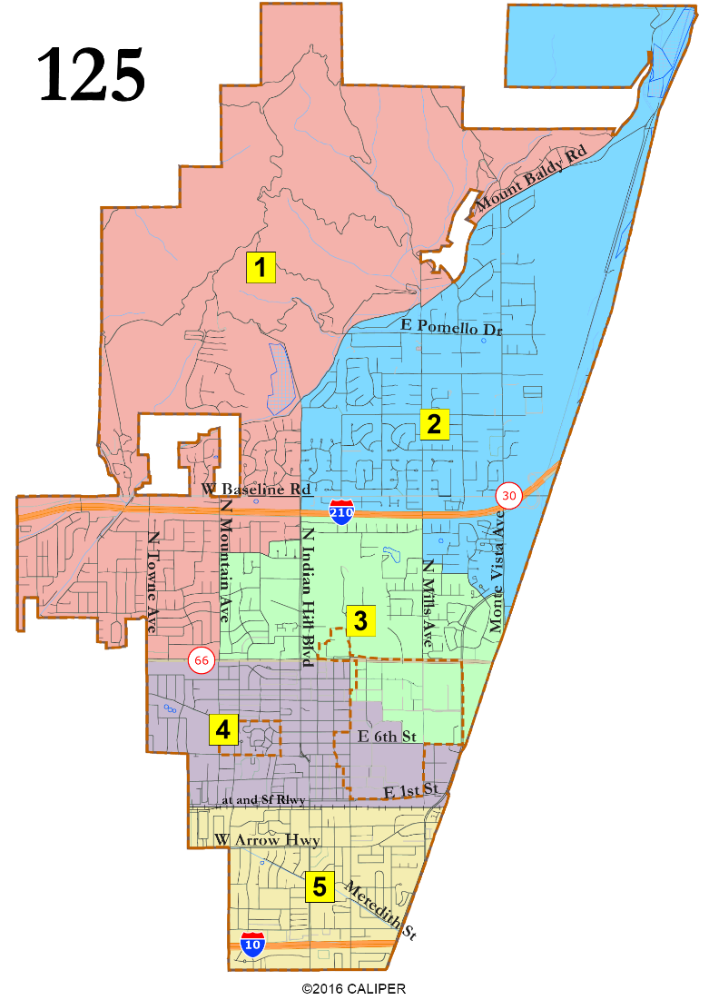 125
Mount Baldy Rd
1
E Pomello Dr
2
W Baseline Rd
30
210
N Towne Ave
N Mountain Ave
N Indian Hill Blvd
N Mills Ave
Monte Vista Ave
3
66
4
E 6th St
E 1st St
at and Sf Rlwy
W Arrow Hwy
5
Meredith St
10
©2016 CALIPER